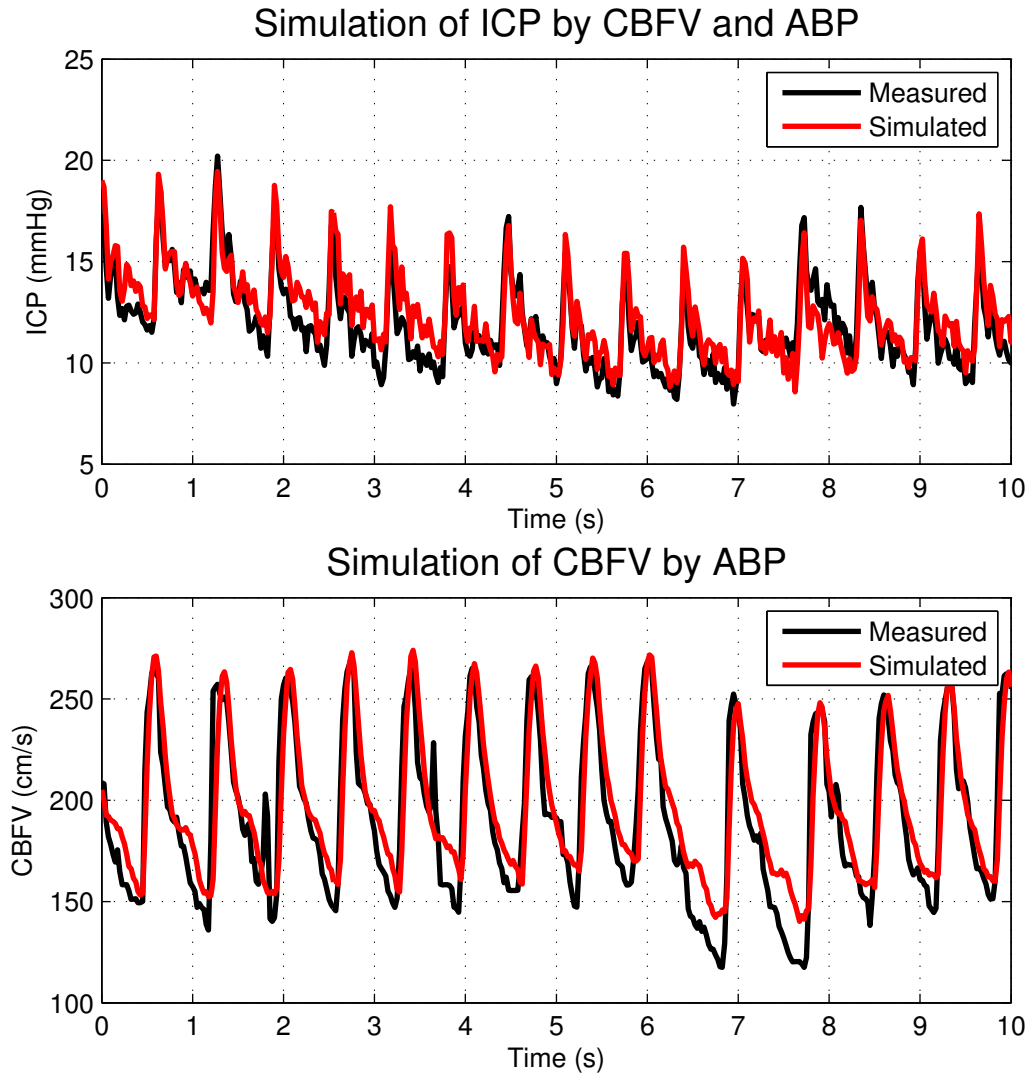 Simulation of ICP by CBFV and ABP
25
20
15
10
5
ICP (mmHg)
Measured
Simulated
0 1 2 3 4 5 6 7 8 9 10
Time (s)
Simulation of CBFV by ABP
300
250
200
150
100
CBFV (cm/s)
Measured
Simulated
0 1 2 3 4 5 6 7 8 9 10
Time (s)